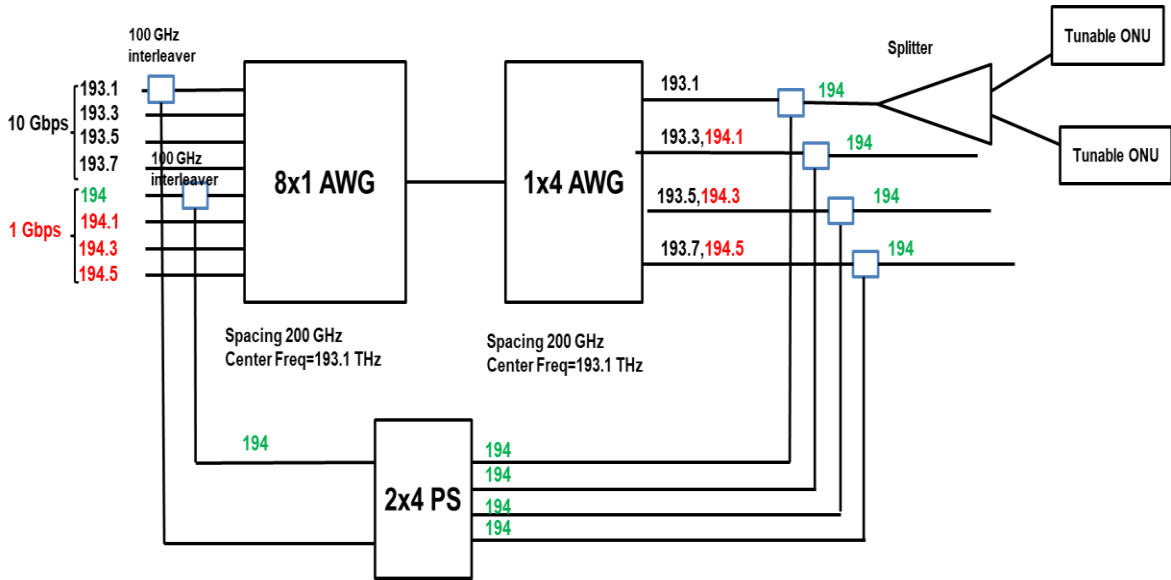 100 GHz
interleaver
10 Gbps
193.1
193.3
193.5
193.7
100 GHz
interleaver
1 Gbps
194
194.1
194.3
194.5
8x1 AWG
Spacing 200 GHz
Center Freq=193.1 THz
1x4 AWG
Spacing 200 GHz
Center Freq=193.1 THz
193.1
193.3,194.1
193.5,194.3
193.7,194.5
194
194
194
194
Splitter
Tunable ONU
Tunable ONU
194
2x4 PS
194
194
194
194